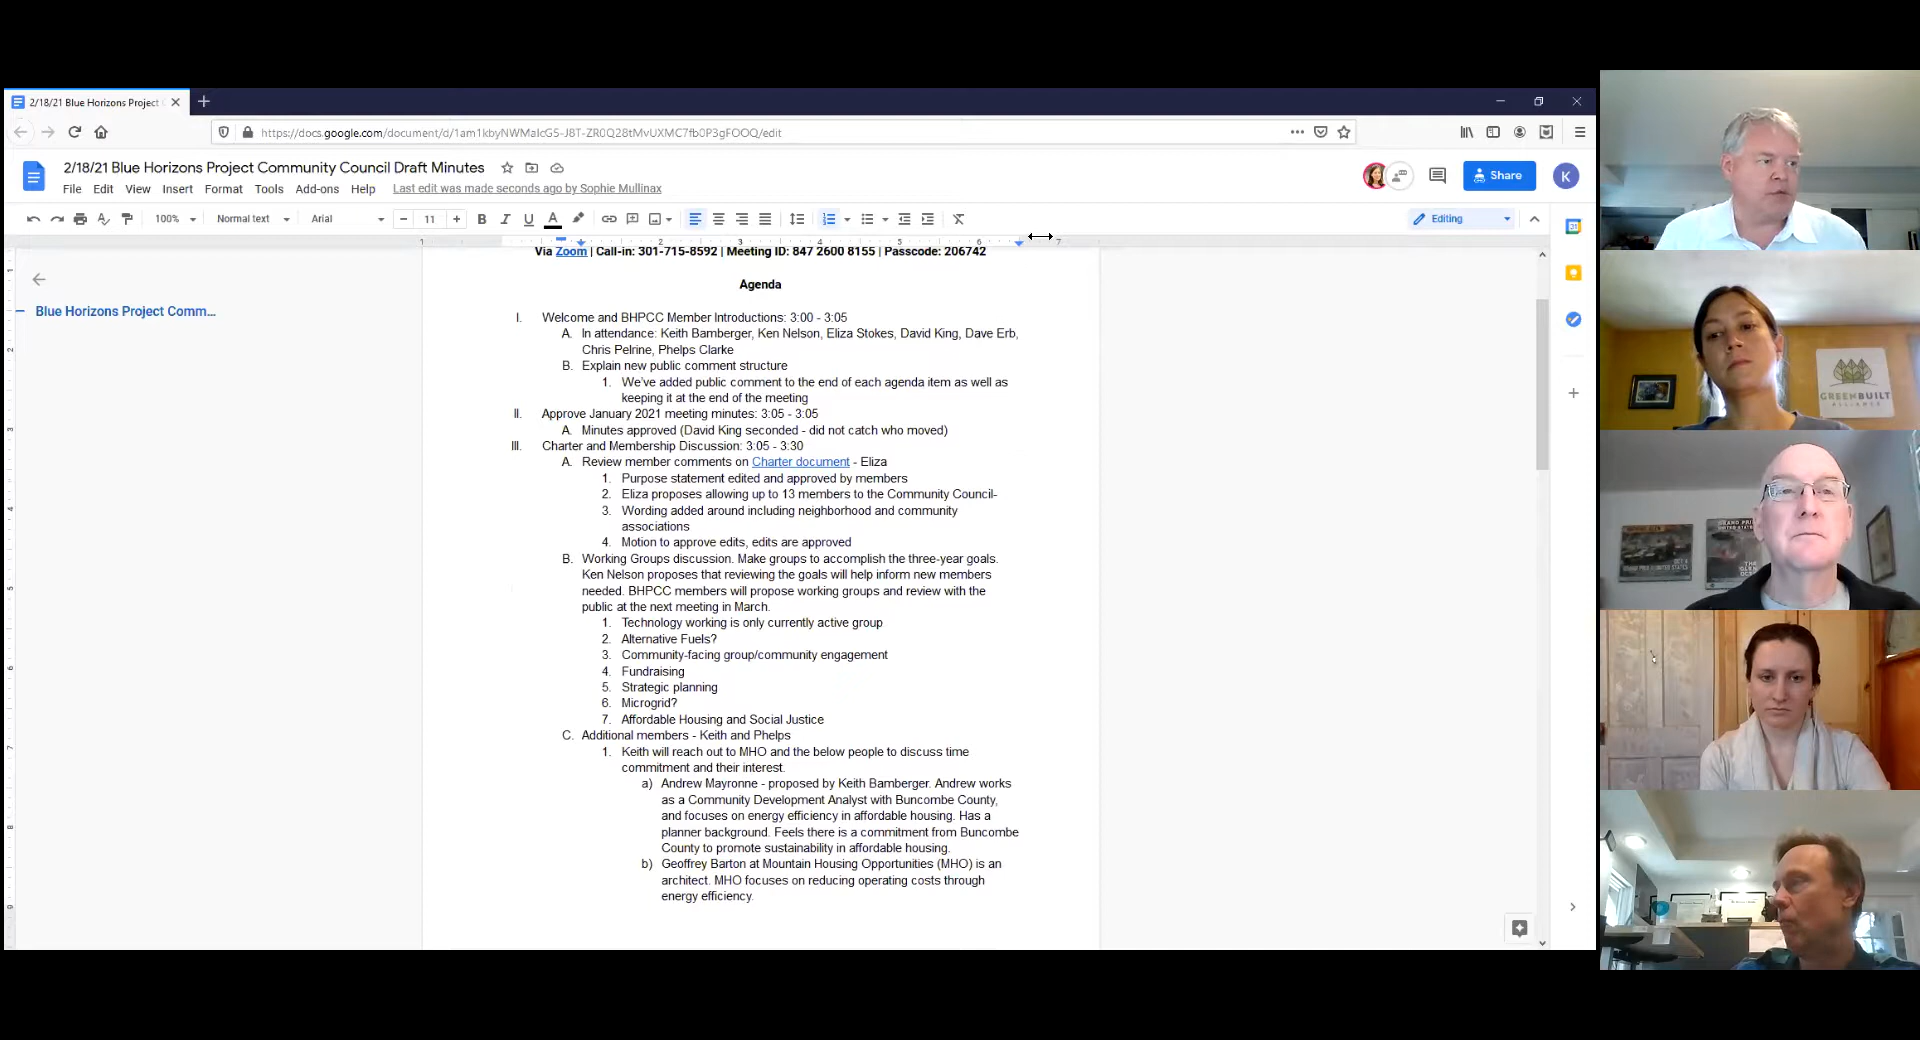 2/18/21 Blue Horizons Project
https://docs.google.com/document/d/1am1kbyNWMaIcG5-J8T-ZR0Q28tMvUXMC7fb0P3gFOOQ/edit
2/18/21 Blue Horizons Project Community Council Draft Minutes
File Edit View Insert Format Tools Add-ons Help Last edit was made seconds ago by Sophie Mullinax
Share
K
100% Normal text Arial 11 B I U A Editing
1 1 2 3 4 5 6 7
Via Zoom | Call-in: 301-715-8592 | Meeting ID: 847 2600 8155 | Passcode: 206742
Agenda
Blue Horizons Project Comm...
I. Welcome and BHPCC Member Introductions: 3:00 - 3:05
A. In attendance: Keith Bamberger, Ken Nelson, Eliza Stokes, David King, Dave Erb,
Chris Pelrine, Phelps Clarke
B. Explain new public comment structure
1. We've added public comment to the end of each agenda item as well as
keeping it at the end of the meeting
II. Approve January 2021 meeting minutes: 3:05 - 3:05
A. Minutes approved (David King seconded - did not catch who moved)
III. Charter and Membership Discussion: 3:05 - 3:30
A. Review member comments on Charter document - Eliza
1. Purpose statement edited and approved by members
2. Eliza proposes allowing up to 13 members to the Community Council-
3. Wording added around including neighborhood and community
associations
4. Motion to approve edits, edits are approved
B. Working Groups discussion. Make groups to accomplish the three-year goals.
Ken Nelson proposes that reviewing the goals will help inform new members
needed. BHPCC members will propose working groups and review with the
public at the next meeting in March.
1. Technology working is only currently active group
2. Alternative Fuels?
3. Community-facing group/community engagement
4. Fundraising
5. Strategic planning
6. Microgrid?
7. Affordable Housing and Social Justice
C. Additional members - Keith and Phelps
1. Keith will reach out to MHO and the below people to discuss time
commitment and their interest.
a) Andrew Mayronne - proposed by Keith Bamberger. Andrew works
as a Community Development Analyst with Buncombe County,
and focuses on energy efficiency in affordable housing. Has a
planner background. Feels there is a commitment from Buncombe
County to promote sustainability in affordable housing.
b) Geoffrey Barton at Mountain Housing Opportunities (MHO) is an
architect. MHO focuses on reducing operating costs through
energy efficiency.
GREENBUILT
ALLIANCE
GRAND PRIX